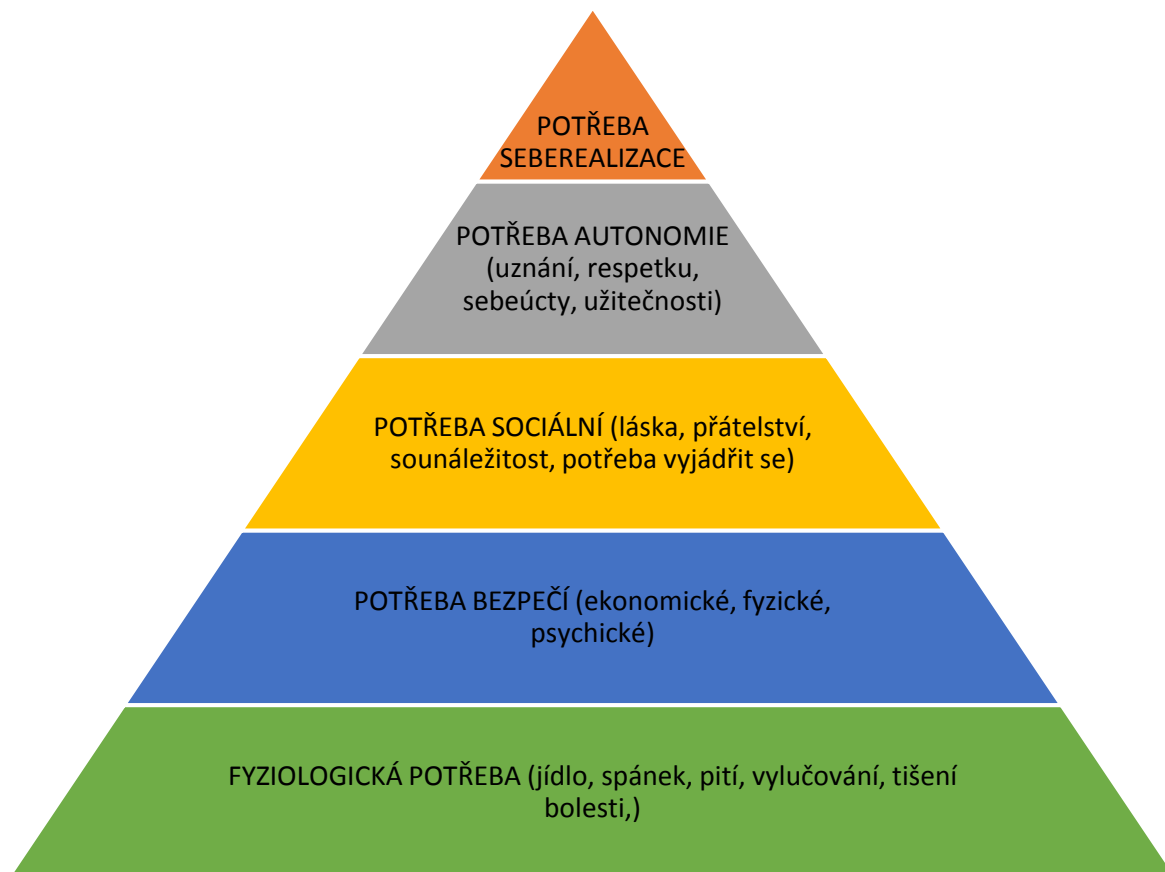 POTŘEBA
SEBEREALIZACE
POTŘEBA AUTONOMIE
(uznání, respetku,
sebeúcty, užitečnosti)
POTŘEBA SOCIÁLNÍ (láska, přátelství,
sounáležitost, potřeba vyjádřit se)
POTŘEBA BEZPEČÍ (ekonomické, fyzické,
psychické)
FYZIOLOGICKÁ POTŘEBA (jídlo, spánek, pití, vylučování, tišení
bolesti,)